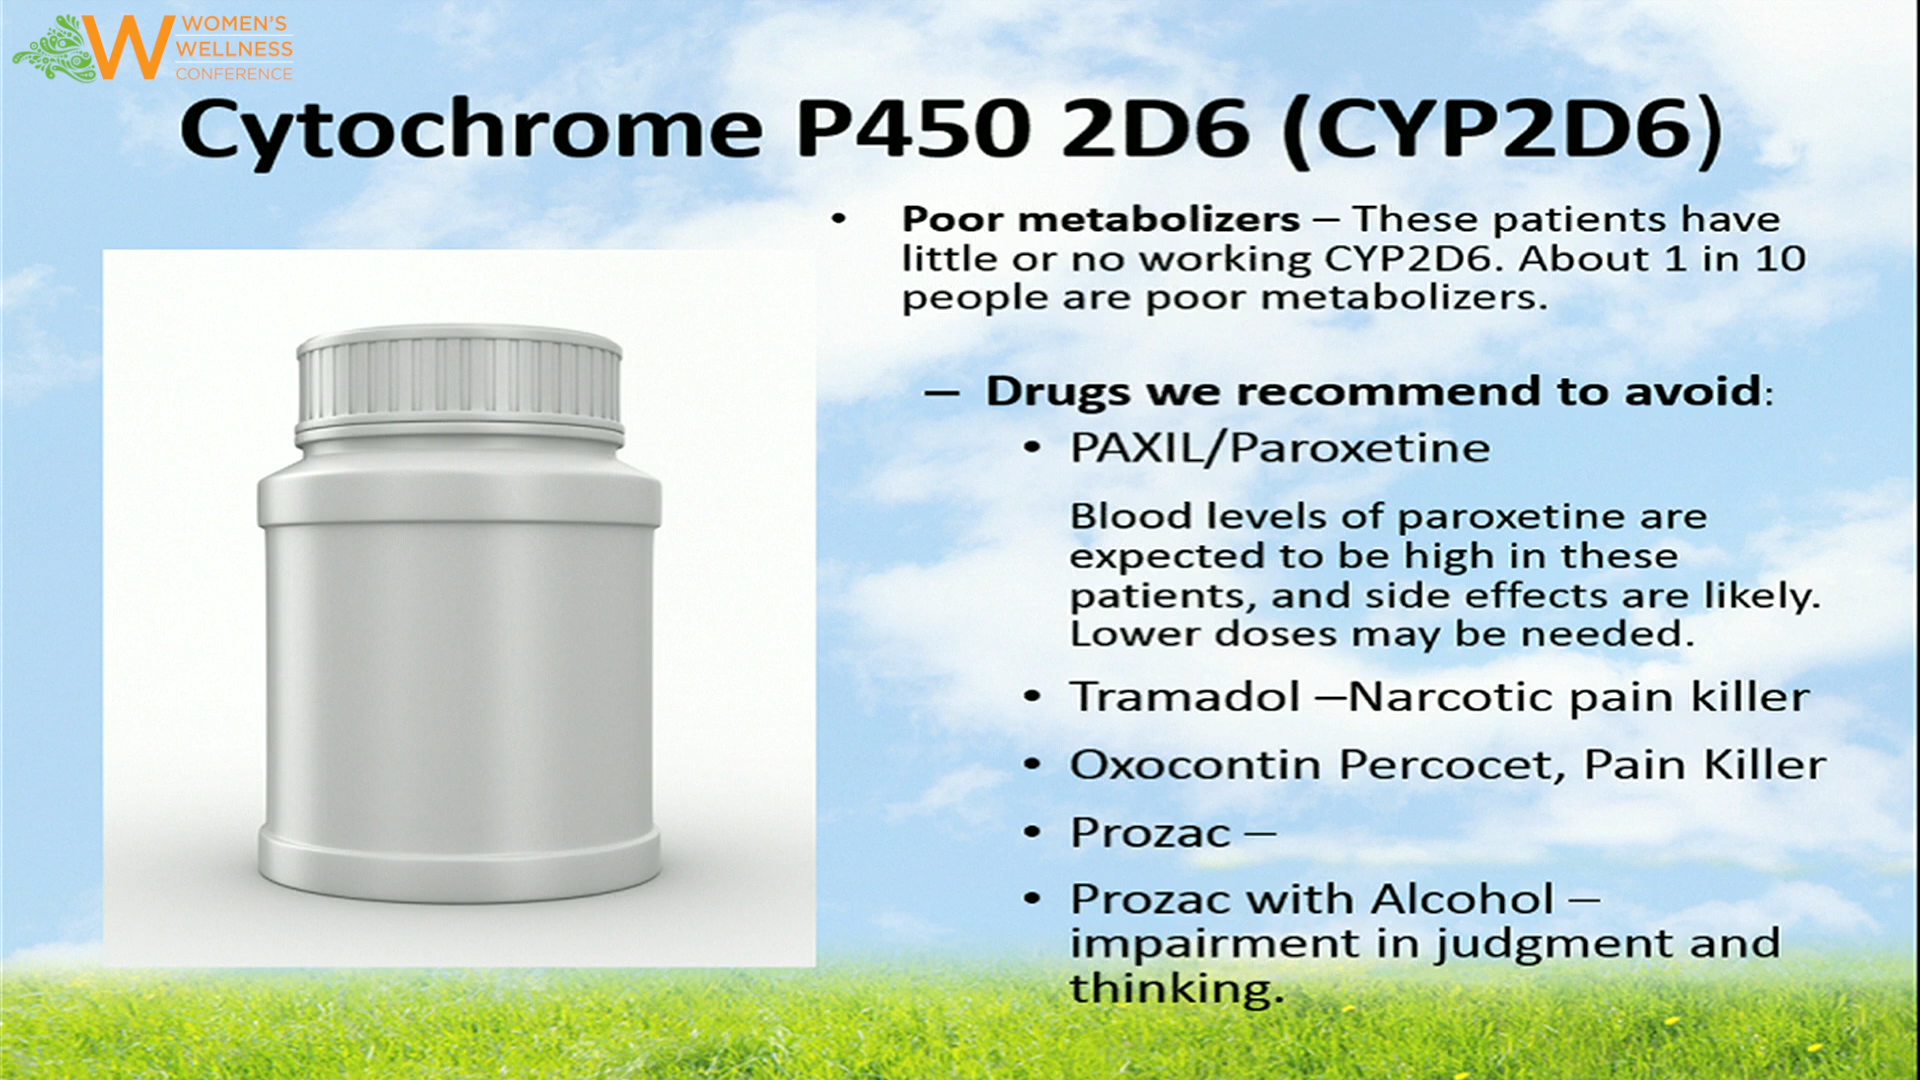 WOMEN'S
WELLNESS
CONFERENCE
Cytochrome P450 2D6 (CYP2D6)
• Poor metabolizers – These patients have
little or no working CYP2D6. About 1 in 10
people are poor metabolizers.
– Drugs we recommend to avoid:
• PAXIL/Paroxetine
Blood levels of paroxetine are
expected to be high in these
patients, and side effects are likely.
Lower doses may be needed.
• Tramadol –Narcotic pain killer
• Oxocontin Percocet, Pain Killer
• Prozac –
• Prozac with Alcohol –
impairment in judgment and
thinking.